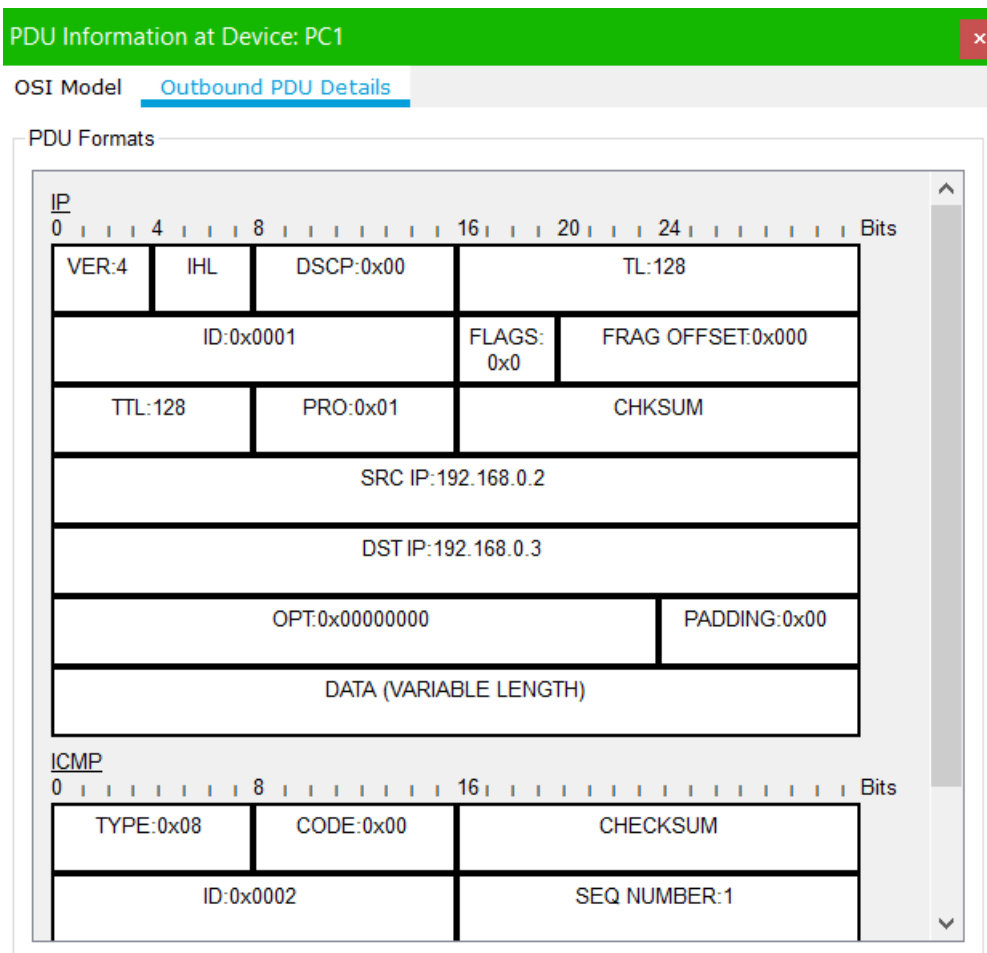 PDU Information at Device: PC1
×
OSI Model Outbound PDU Details
PDU Formats
IP
0 4 8 16 20 24 Bits
VER:4 IHL DSCP:0x00 TL:128
ID:0x0001 FLAGS: 0x0 FRAG OFFSET:0x000
TTL:128 PRO:0x01 CHKSUM
SRC IP:192.168.0.2
DST IP:192.168.0.3
OPT:0x00000000 PADDING:0x00
DATA (VARIABLE LENGTH)
ICMP
0 8 16 Bits
TYPE:0x08 CODE:0x00 CHECKSUM
ID:0x0002 SEQ NUMBER:1